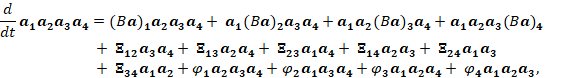 d/dt a₁a₂a₃a₄ = (Ba)₁a₂a₃a₄ + a₁(Ba)₂a₃a₄ + a₁a₂(Ba)₃a₄ + a₁a₂a₃(Ba)₄
+ Ξ₁₂a₃a₄ + Ξ₁₃a₂a₄ + Ξ₂₃a₁a₄ + Ξ₁₄a₂a₃ + Ξ₂₄a₁a₃
+ Ξ₃₄a₁a₂ + φ₁a₂a₃a₄ + φ₂a₁a₃a₄ + φ₃a₁a₂a₄ + φ₄a₁a₂a₃,